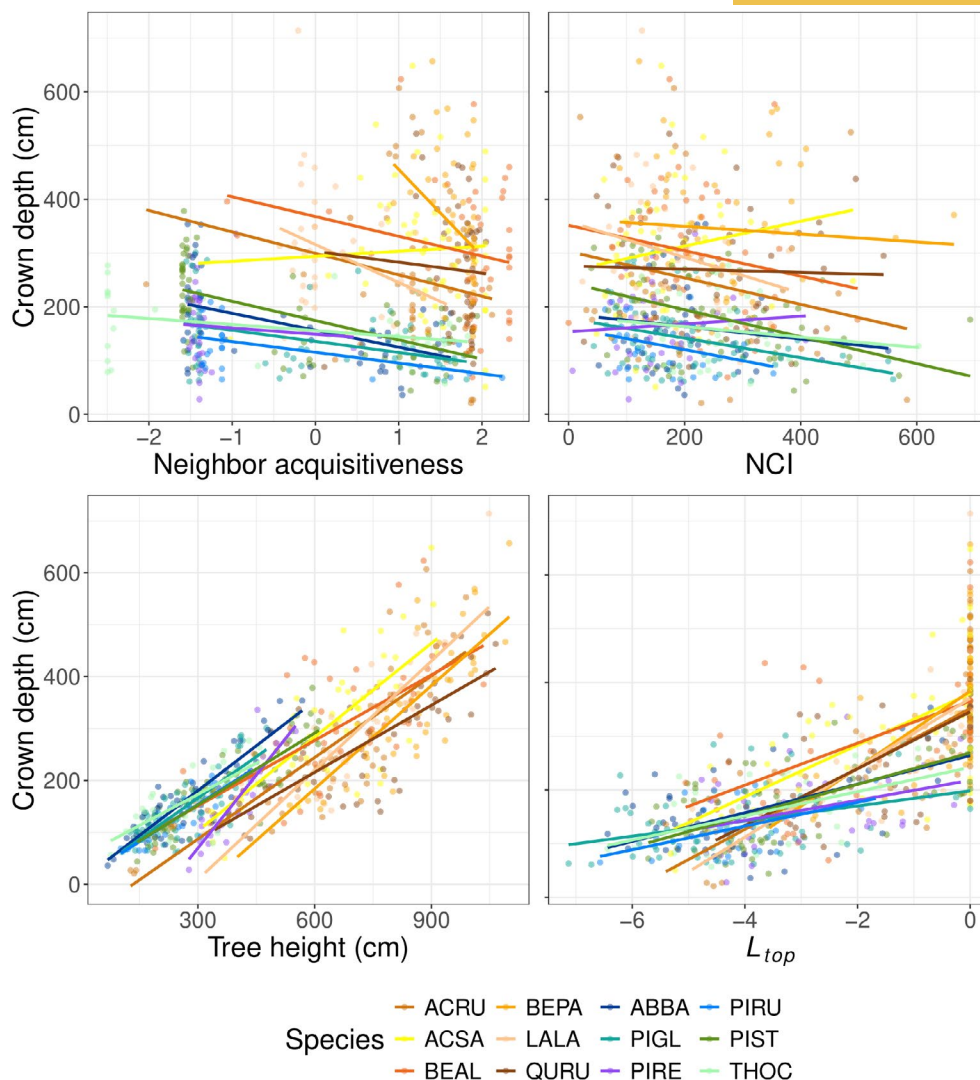 Crown depth (cm)
600
400
200
0
−2 −1 0 1 2
0 200 400 600
Neighbor acquisitiveness
NCI
Crown depth (cm)
600
400
200
0
300 600 900
−6 −4 −2 0
Tree height (cm)
L_top
Species
ACRU BEPA ABBA PIRU
ACSA LALA PIGL PIST
BEAL QURU PIRE THOC